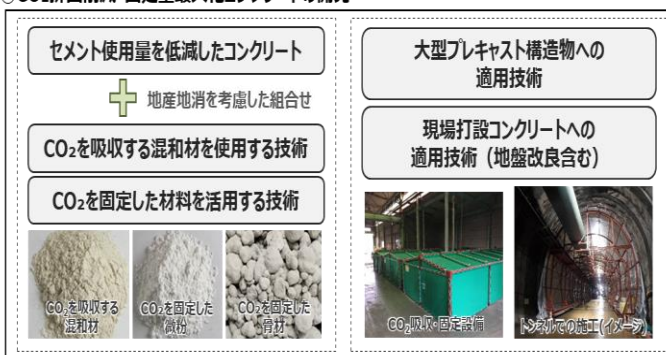 セメント使用量を低減したコンクリート
地産地消を考慮した組合せ
CO₂を吸収する混和材を使用する技術
CO₂を固定した材料を活用する技術
CO₂を吸収する
混和材
CO₂を固定した
微粉
CO₂を固定した
骨材
大型プレキャスト構造物への
適用技術
現場打設コンクリートへの
適用技術（地盤改良含む）
CO₂吸収・固定設備
トンネルでの施工(イメージ)